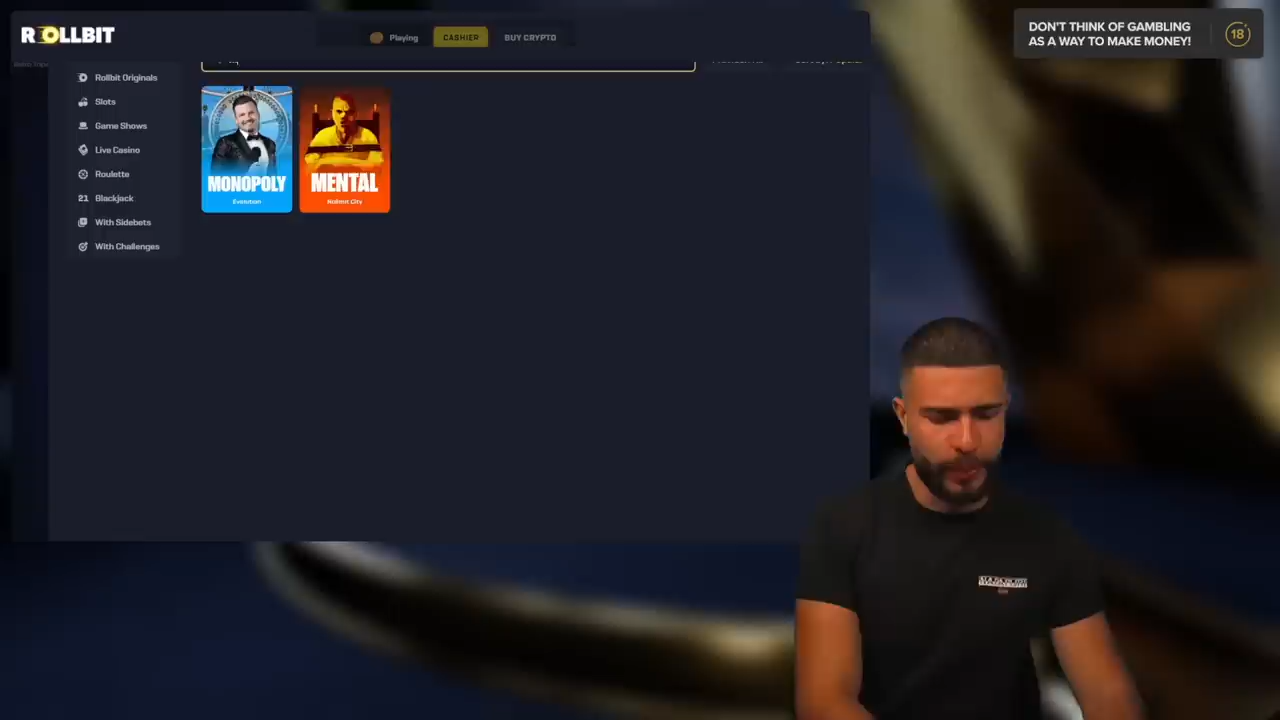 ROLLBIT
Playing
CASHIER
BUY CRYPTO
DON'T THINK OF GAMBLING
AS A WAY TO MAKE MONEY!
18+
Rollbit Originals
Slots
Game Shows
Live Casino
Roulette
21 Blackjack
With Sidebets
With Challenges
MONOPOLY
Evolution
MENTAL
Nolimit City